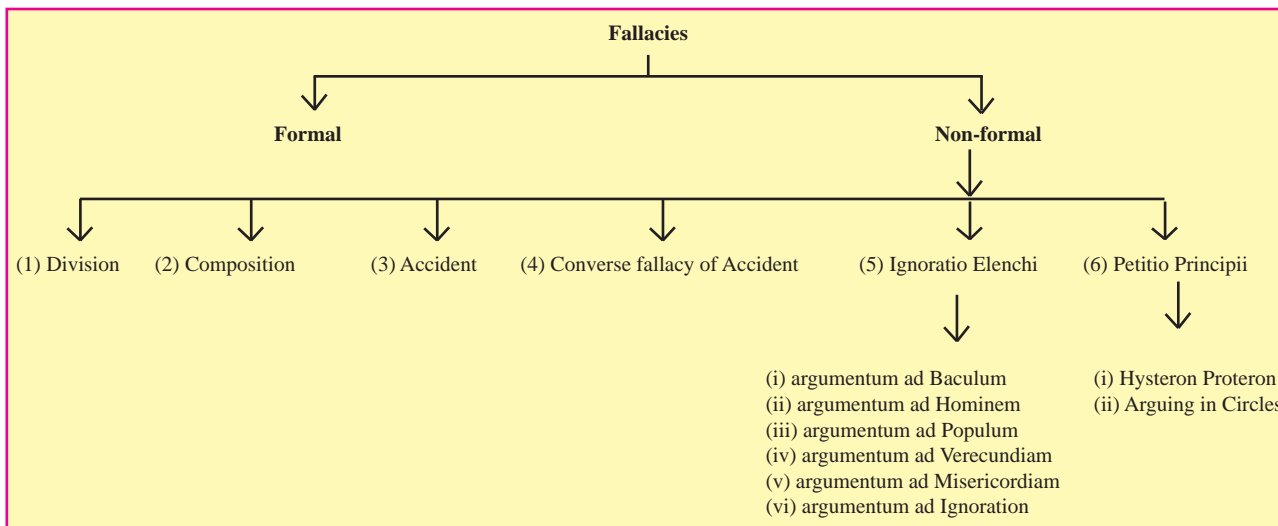 Fallacies
Formal
Non-formal
(1) Division
(2) Composition
(3) Accident
(4) Converse fallacy of Accident
(5) Ignoratio Elenchi
(6) Petitio Principii
(i) argumentum ad Baculum
(ii) argumentum ad Hominem
(iii) argumentum ad Populum
(iv) argumentum ad Verecundiam
(v) argumentum ad Misericordiam
(vi) argumentum ad Ignoration
(i) Hysteron Proteron
(ii) Arguing in Circles